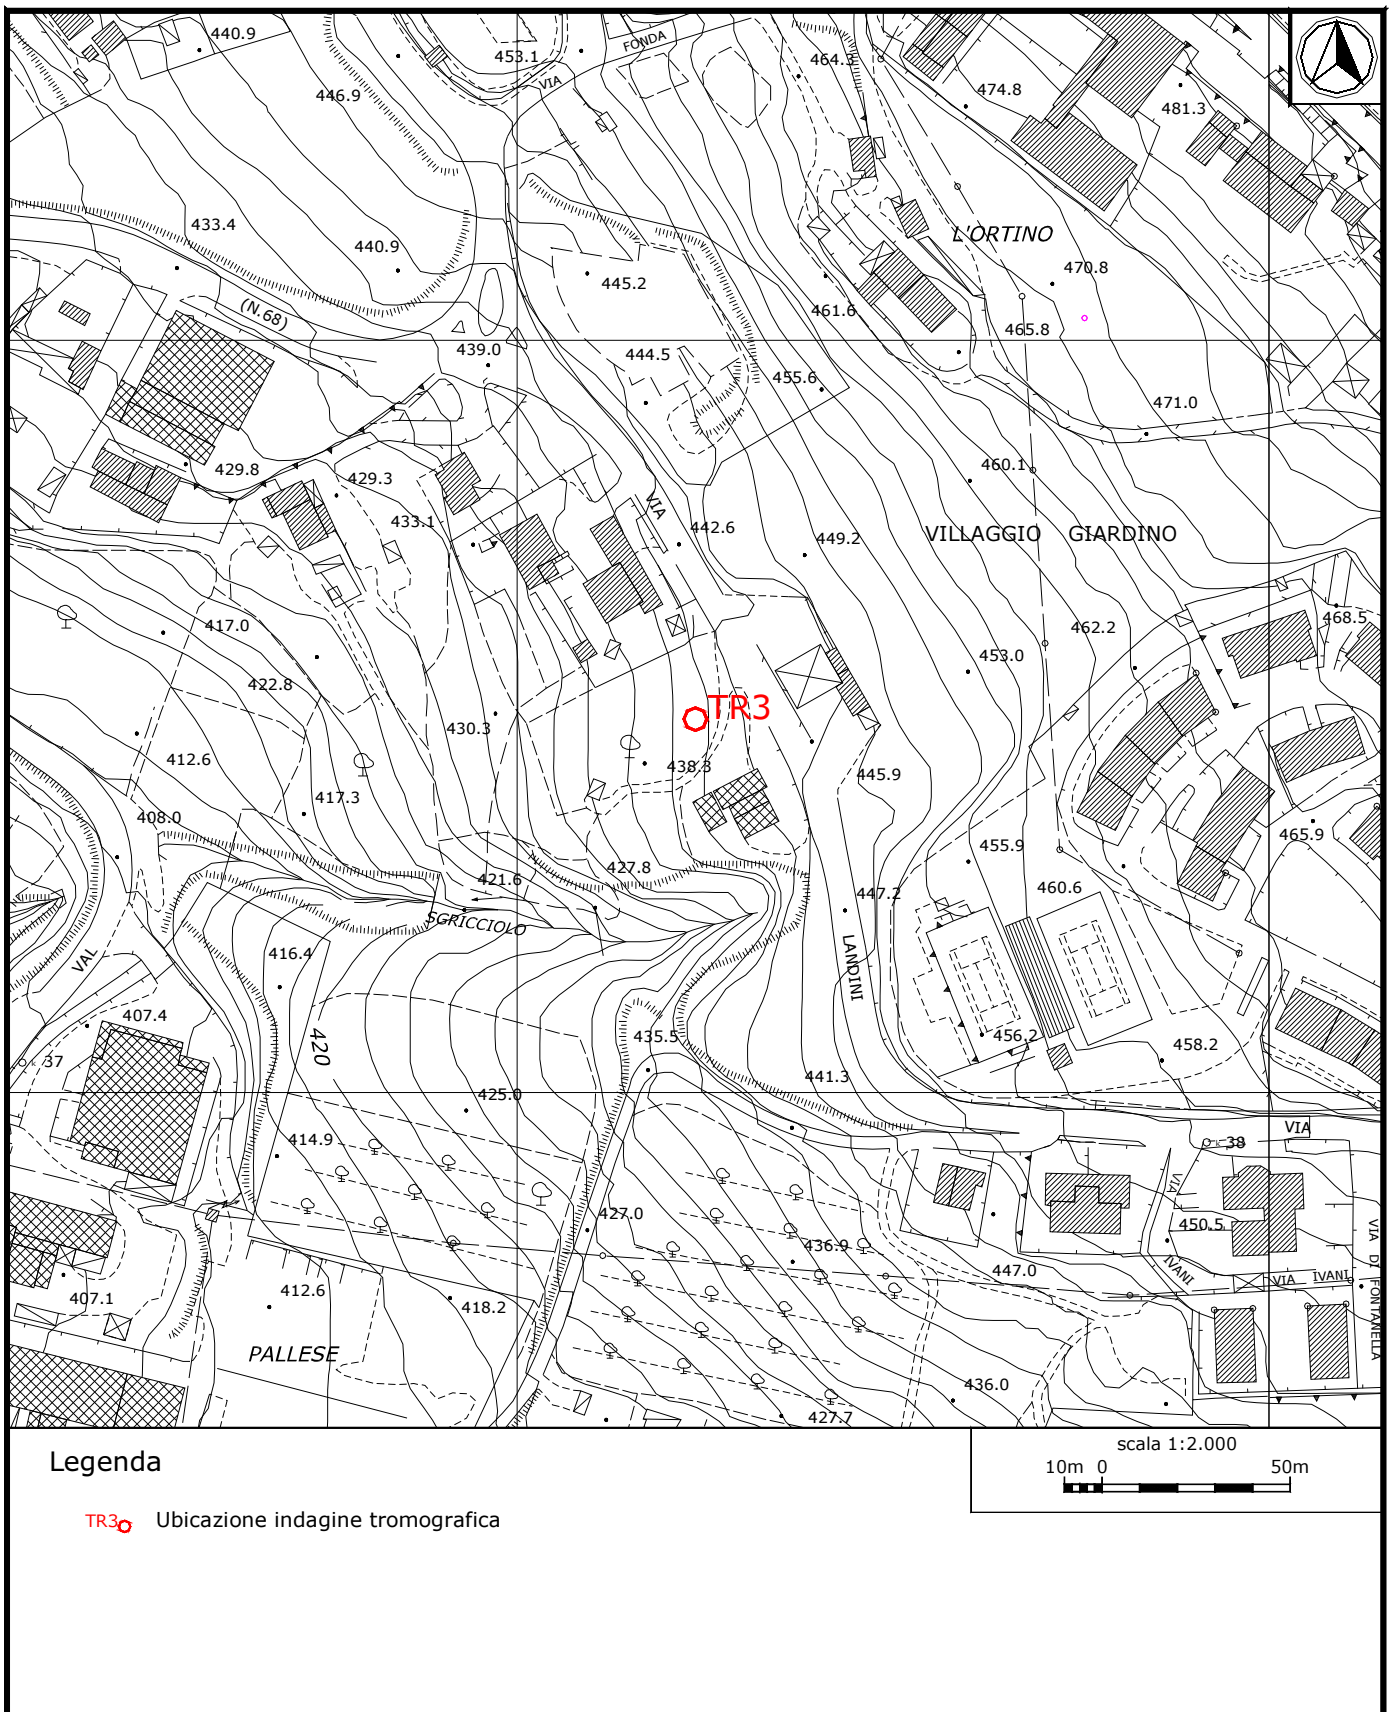 440.9
453.1
VIA
FONDA
464.3
474.8
481.3
446.9
433.4
440.9
L'ORTINO
470.8
445.2
461.6
465.8
(N.68)
439.0
444.5
455.6
471.0
429.8
429.3
460.1
433.1
VIA
442.6
449.2
VILLAGGIO GIARDINO
417.0
462.2
468.5
422.8
453.0
TR3
430.3
412.6
438.3
445.9
417.3
408.0
465.9
455.9
427.8
421.6
460.6
447.2
SGRICCIOLO
416.4
VAL
LANDINI
407.4
420
435.5
456.2
458.2
37
441.3
425.0
VIA
414.9
38
VIA
427.0
450.5
436.9
VIA DI FONTANELLA
447.0
IVANI
VIA IVANI
407.1
412.6
418.2
PALLESE
436.0
427.7
Legenda
scala 1:2.000
10m 0 50m
TR3 Ubicazione indagine tromografica